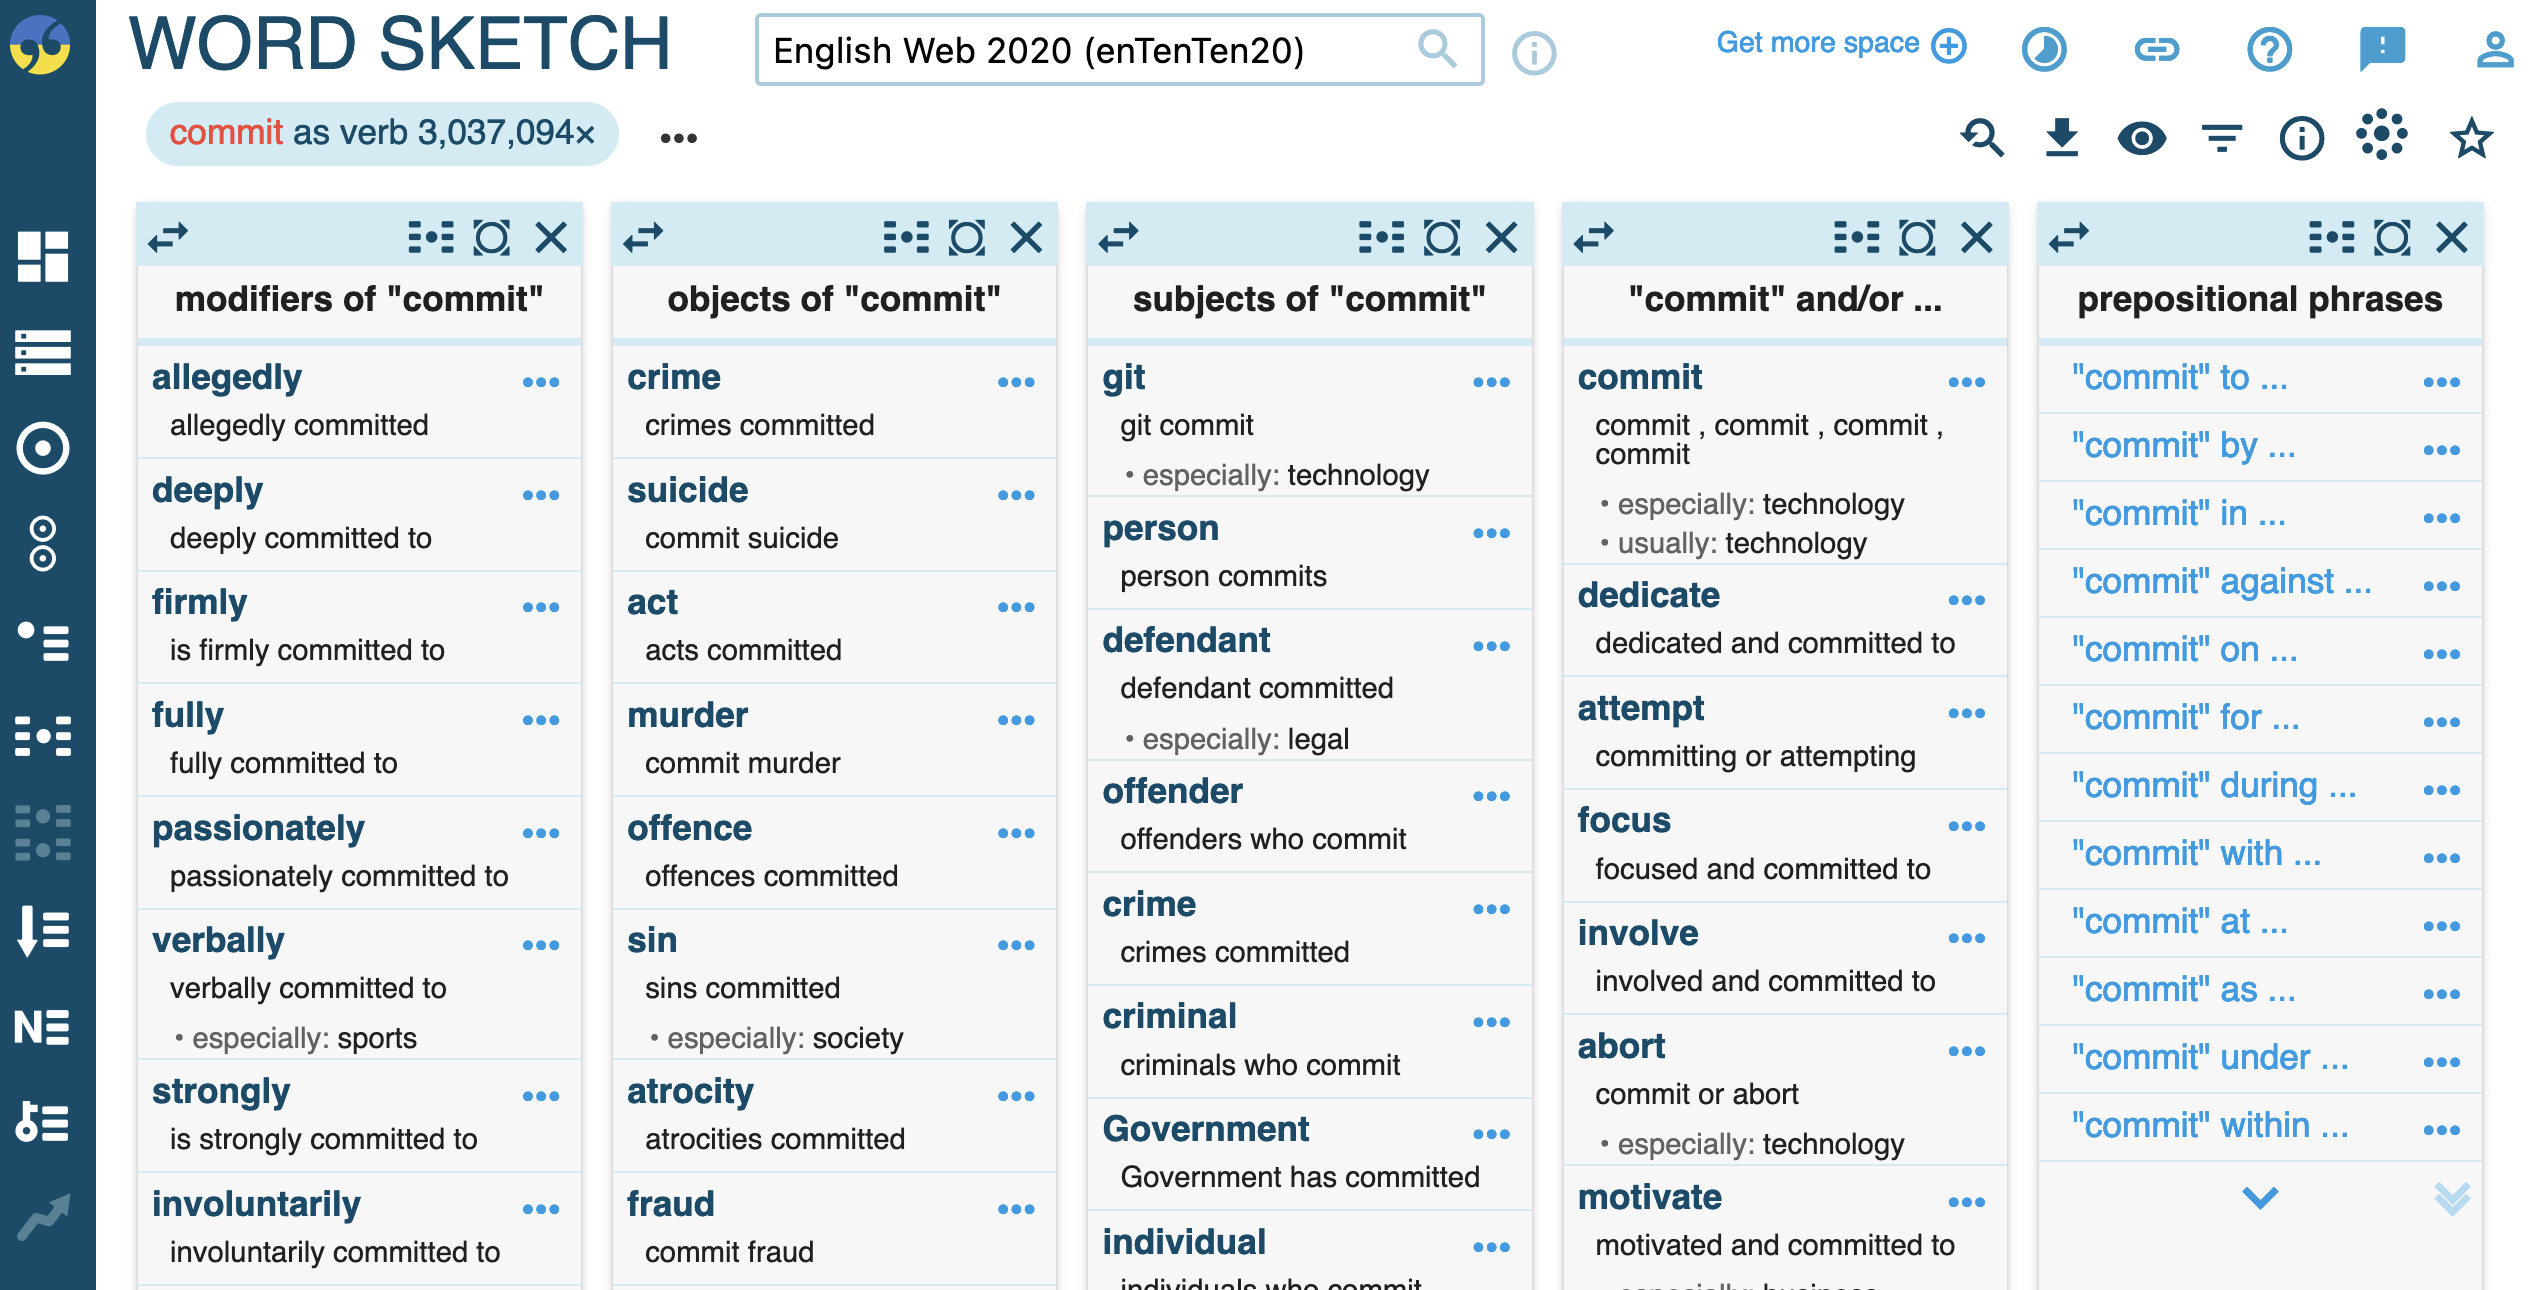 WORD SKETCH
English Web 2020 (enTenTen20)
Get more space
commit as verb 3,037,094×
modifiers of "commit"
allegedly
allegedly committed
deeply
deeply committed to
firmly
is firmly committed to
fully
fully committed to
passionately
passionately committed to
verbally
verbally committed to
• especially: sports
strongly
is strongly committed to
involuntarily
involuntarily committed to
objects of "commit"
crime
crimes committed
suicide
commit suicide
act
acts committed
murder
commit murder
offence
offences committed
sin
sins committed
• especially: society
atrocity
atrocities committed
fraud
commit fraud
subjects of "commit"
git
git commit
• especially: technology
person
person commits
defendant
defendant committed
• especially: legal
offender
offenders who commit
crime
crimes committed
criminal
criminals who commit
Government
Government has committed
individual
individuals who commit
"commit" and/or ...
commit
commit , commit , commit ,
commit
• especially: technology
• usually: technology
dedicate
dedicated and committed to
attempt
committing or attempting
focus
focused and committed to
involve
involved and committed to
abort
commit or abort
• especially: technology
motivate
motivated and committed to
especially: business
prepositional phrases
"commit" to ...
"commit" by ...
"commit" in ...
"commit" against ...
"commit" on ...
"commit" for ...
"commit" during ...
"commit" with ...
"commit" at ...
"commit" as ...
"commit" under ...
"commit" within ...